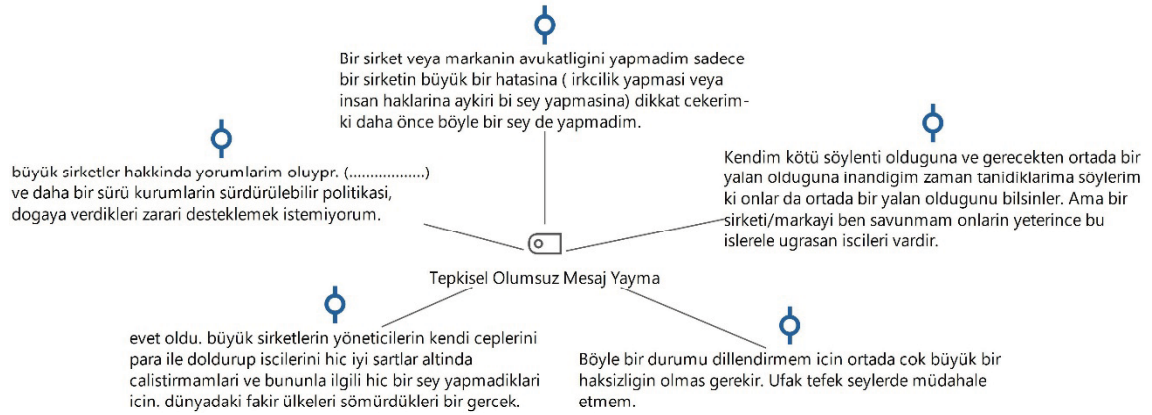 Bir sirket veya markanin avukatligini yapmadim sadece
bir sirketin büyük bir hatasina ( irkcilik yapmasi veya
insan haklarina aykiri bi sey yapmasina) dikkat cekerim-
ki daha önce böyle bir sey de yapmadim.
büyük sirketler hakkinda yorumlarim oluypr. (..................)
ve daha bir sürü kurumlarin sürdürülebilir politikasi,
dogaya verdikleri zarari desteklemek istemiyorum.
Kendim kötü söylenti olduguna ve gerecekten ortada bir
yalan olduguna inandigim zaman tanidiklarima söylerim
ki onlar da ortada bir yalan oldugunu bilsinler. Ama bir
sirketi/markayi ben savunmam onlarin yeterince bu
islerele ugrasan iscileri vardir.
Tepkisel Olumsuz Mesaj Yayma
evet oldu. büyük sirketlerin yöneticilerin kendi ceplerini
para ile doldurup iscilerini hic iyi sartlar altinda
calistirmamlari ve bununla ilgili hic bir sey yapmadiklari
icin. dünyadaki fakir ülkeleri sömürdükleri bir gercek.
Böyle bir durumu dillendirmem icin ortada cok büyük bir
haksizligin olmas gerekir. Ufak tefek seylerde müdahale
etmem.